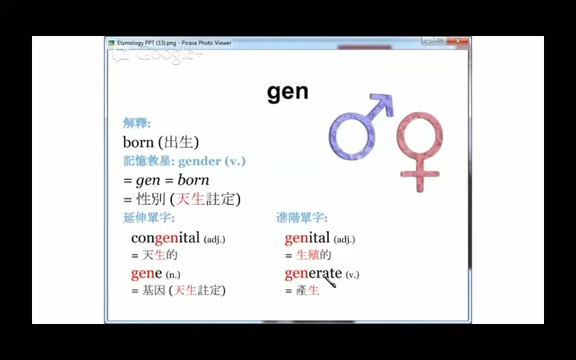 Etymology PPT (33).png - Picasa Photo Viewer
gen
解釋:
born (出生)
記憶救星: gender (v.)
= gen = born
= 性別 (天生註定)
延伸單字:
congenital (adj.)
= 天生的
gene (n.)
= 基因 (天生註定)
進階單字:
genital (adj.)
= 生殖的
generate (v.)
= 產生